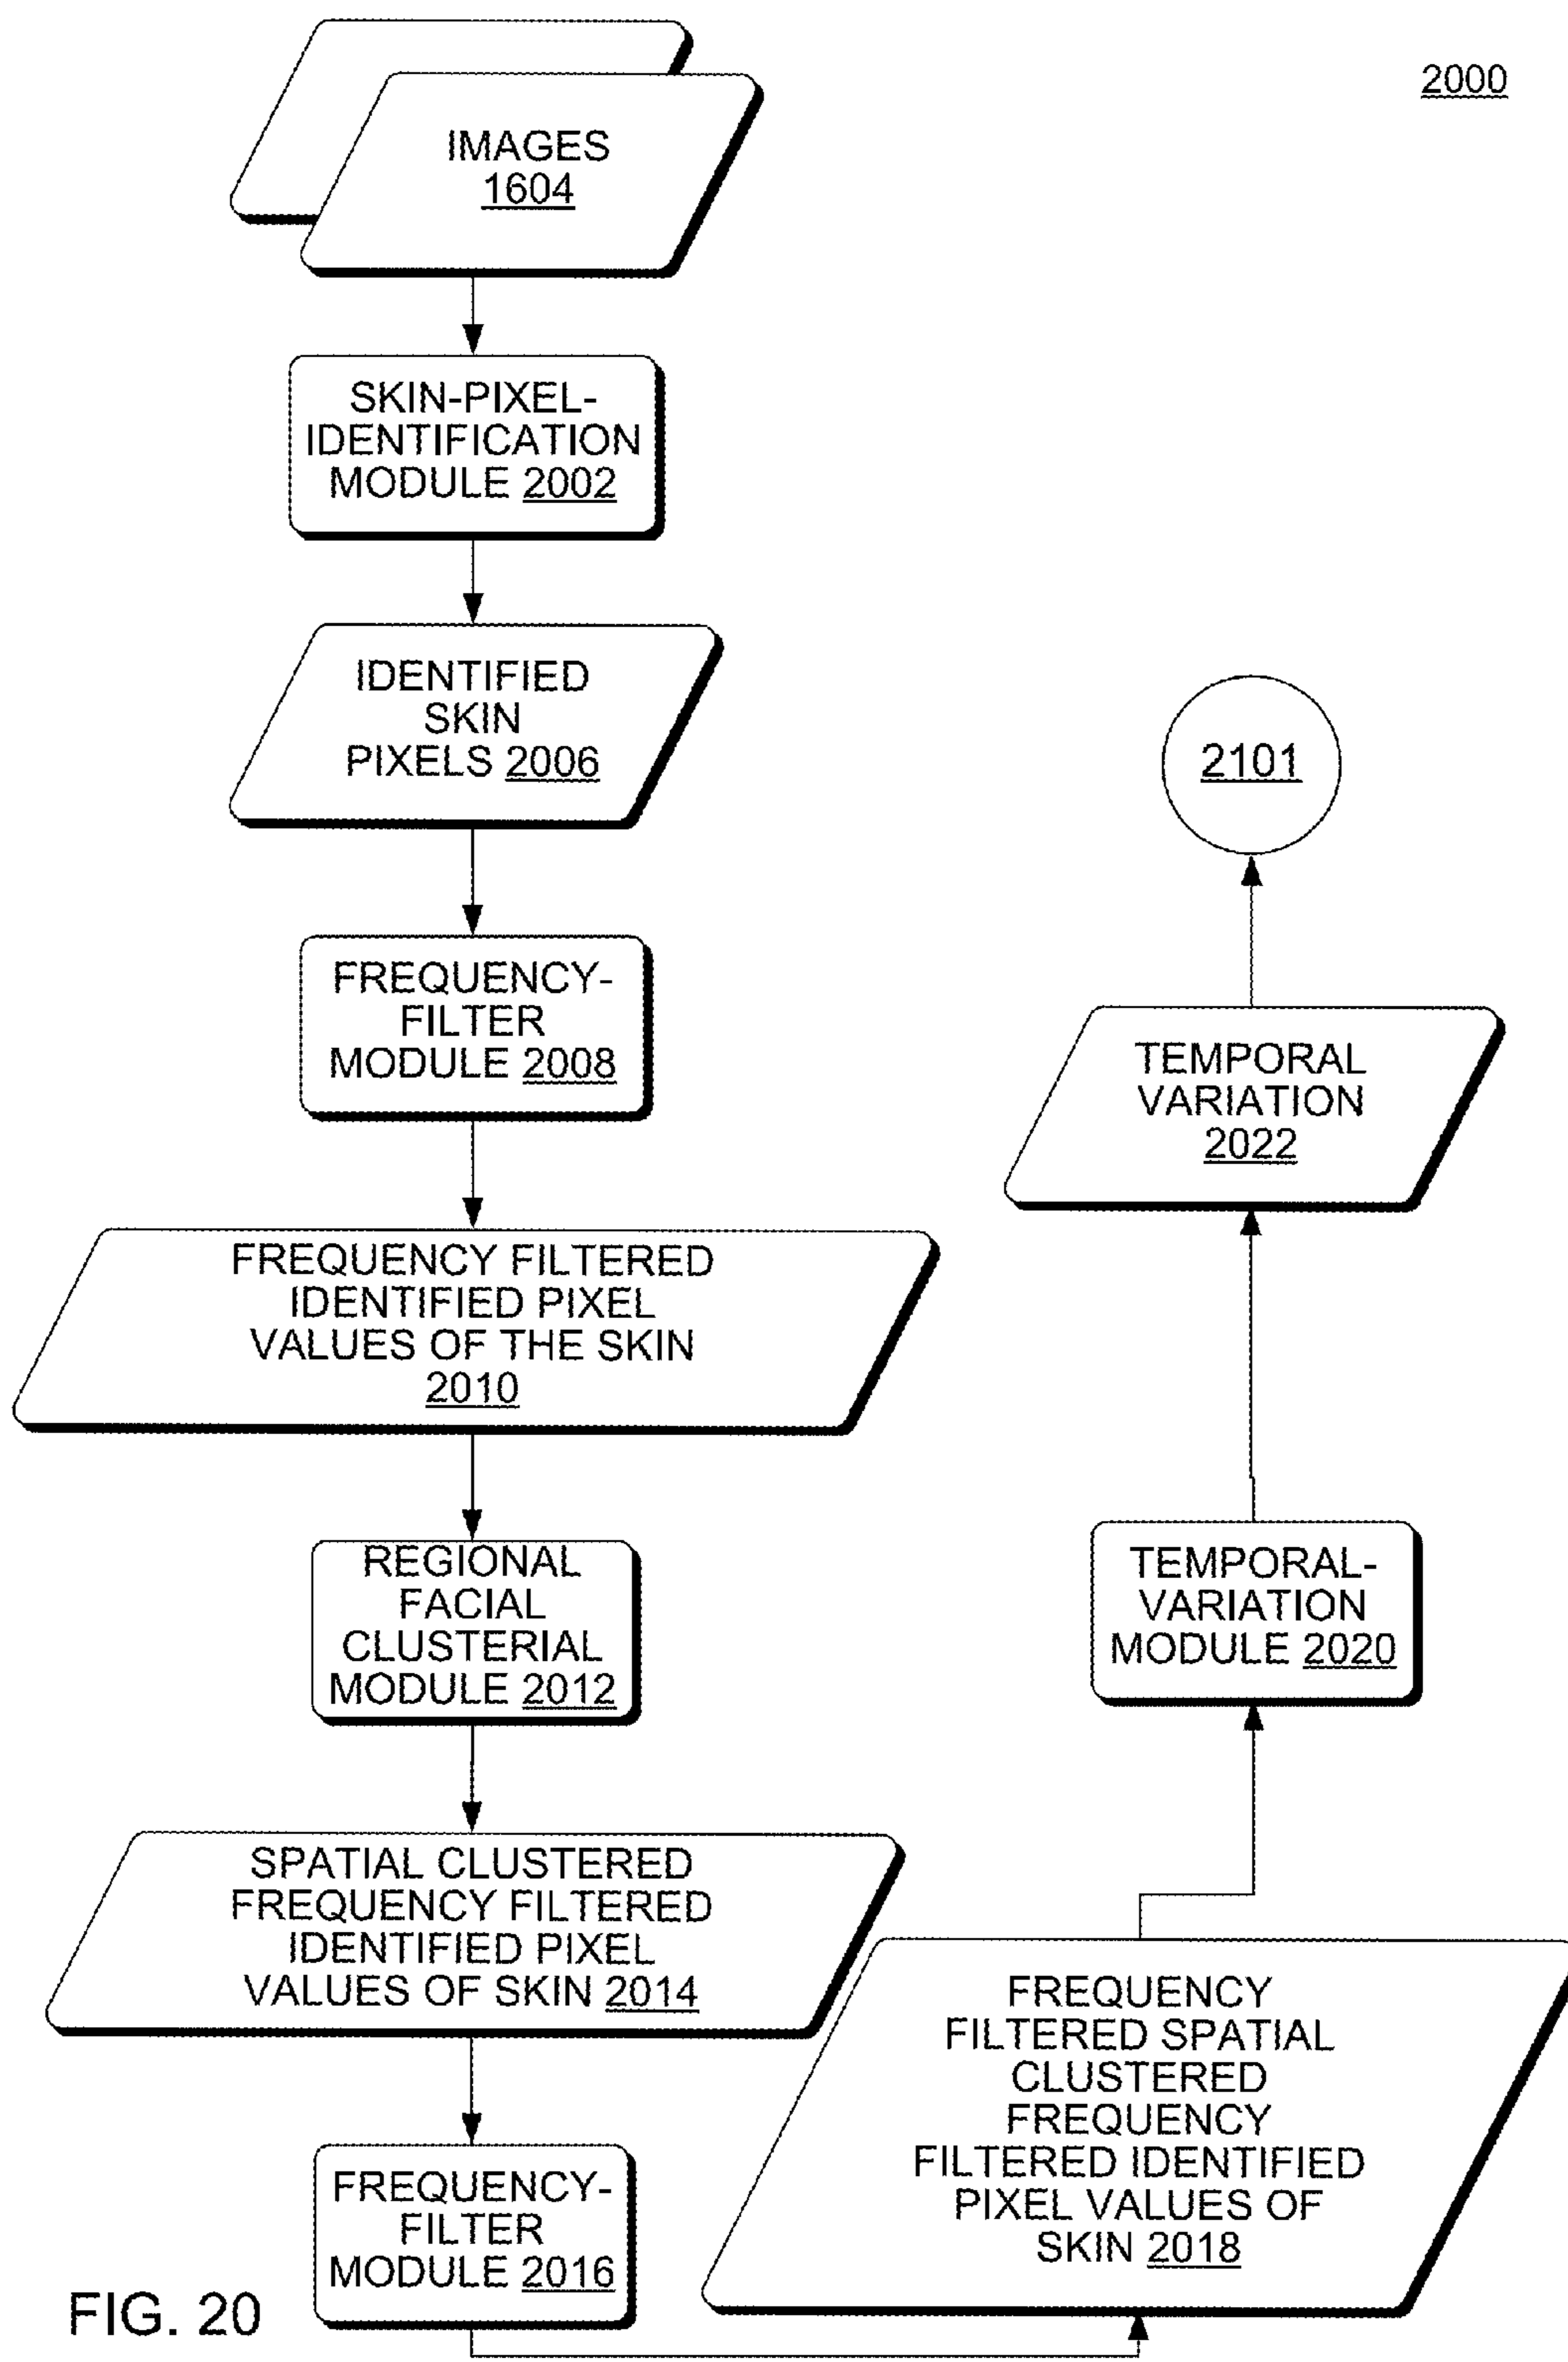 2000
IMAGES
1604
SKIN-PIXEL-
IDENTIFICATION
MODULE 2002
IDENTIFIED
SKIN
PIXELS 2006
FREQUENCY-
FILTER
MODULE 2008
FREQUENCY FILTERED
IDENTIFIED PIXEL
VALUES OF THE SKIN
2010
REGIONAL
FACIAL
CLUSTERIAL
MODULE 2012
SPATIAL CLUSTERED
FREQUENCY FILTERED
IDENTIFIED PIXEL
VALUES OF SKIN 2014
FREQUENCY-
FILTER
MODULE 2016
FREQUENCY
FILTERED SPATIAL
CLUSTERED
FREQUENCY
FILTERED IDENTIFIED
PIXEL VALUES OF
SKIN 2018
TEMPORAL-
VARIATION
MODULE 2020
TEMPORAL
VARIATION
2022
2101
FIG. 20